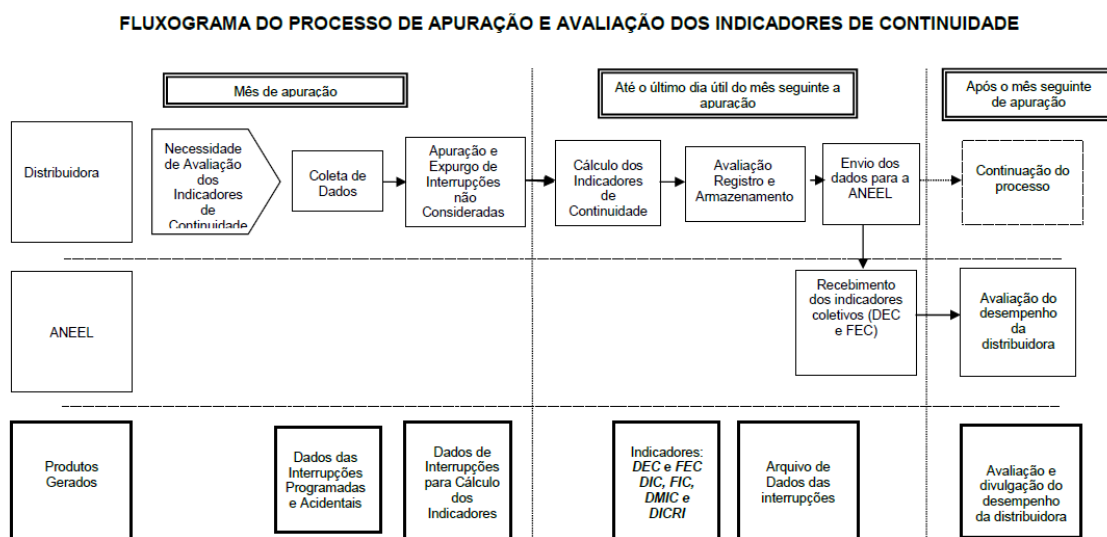 FLUXOGRAMA DO PROCESSO DE APURAÇÃO E AVALIAÇÃO DOS INDICADORES DE CONTINUIDADE
Mês de apuração
Até o último dia útil do mês seguinte a
apuração
Após o mês seguinte
de apuração
Distribuidora
Necessidade
de Avaliação
dos
Indicadores
de
Continuidade
Coleta de
Dados
Apuração e
Expurgo de
Interrupções
não
Consideradas
Cálculo dos
Indicadores
de
Continuidade
Avaliação
Registro e
Armazenamento
Envio dos
dados para a
ANEEL
Continuação do
processo
ANEEL
Recebimento
dos indicadores
coletivos (DEC
e FEC)
Avaliação do
desempenho
da
distribuidora
Produtos
Gerados
Dados das
Interrupções
Programadas
e Acidentais
Dados de
Interrupções
para Cálculo
dos
Indicadores
Indicadores:
DEC e FEC
DIC, FIC,
DMIC e
DICRI
Arquivo de
Dados das
interrupções
Avaliação e
divulgação do
desempenho
da distribuidora